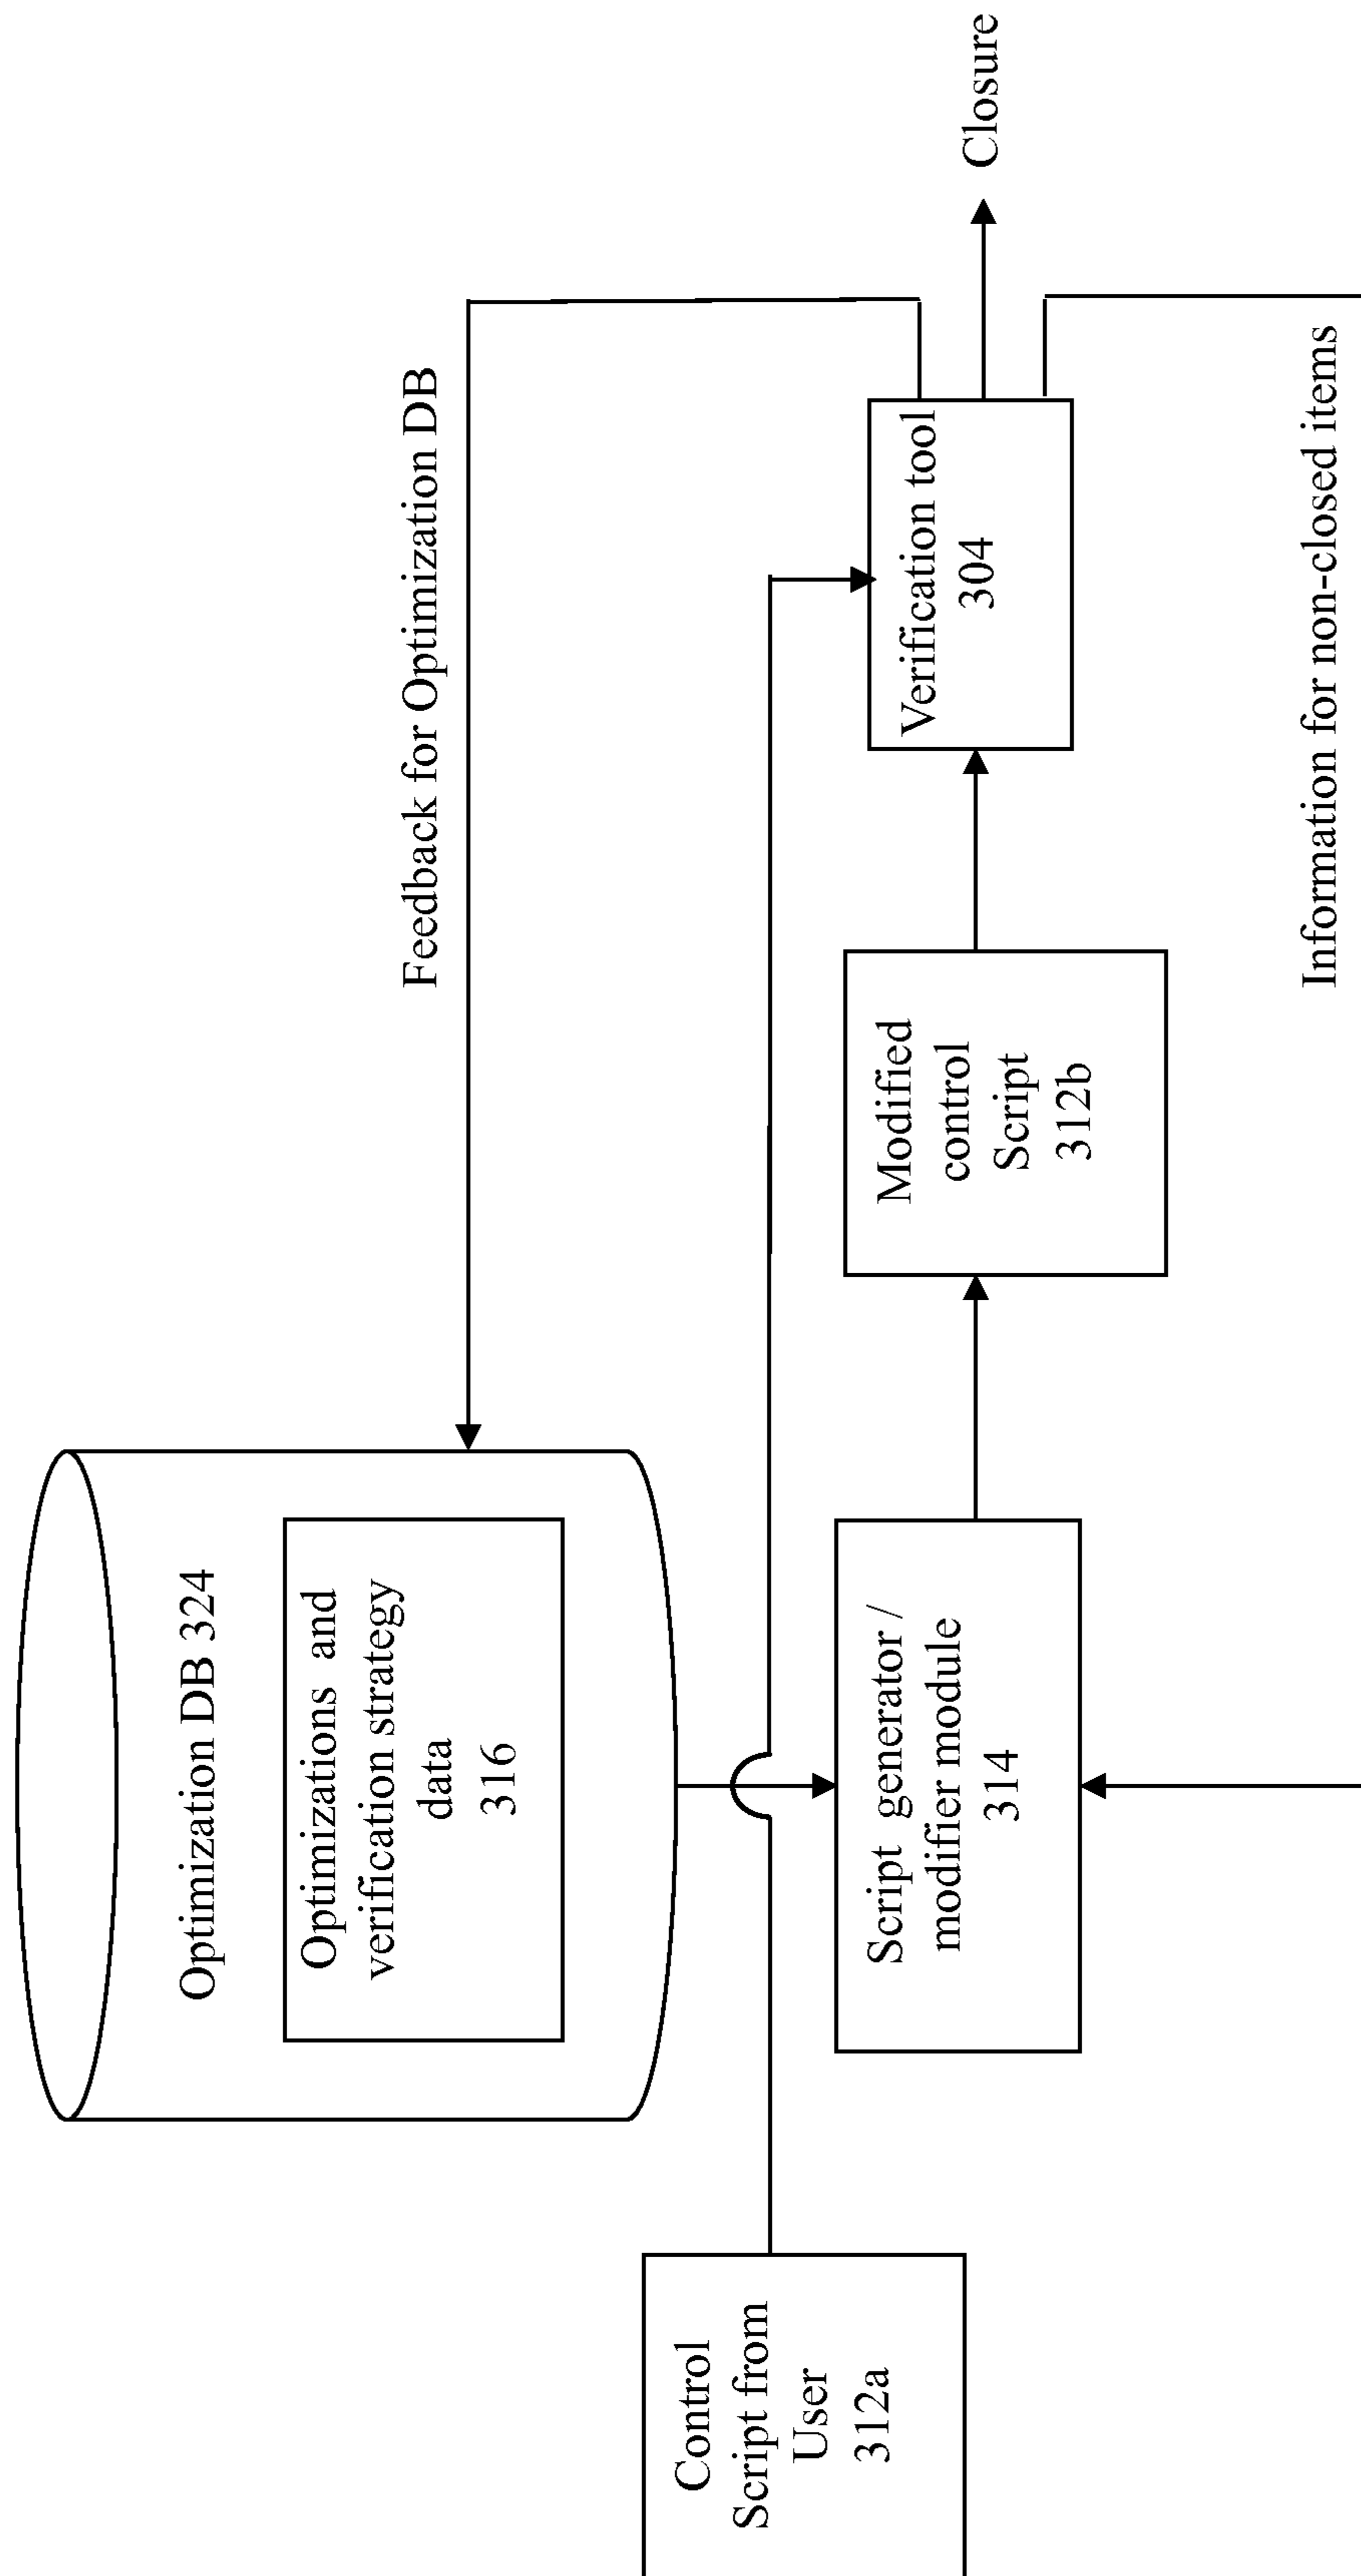 Optimization DB 324
Optimizations and
verification strategy
data
316
Feedback for Optimization DB
Control
Script from
User
312a
Script generator /
modifier module
314
Modified
control
Script
312b
Verification tool
304
Closure
Information for non-closed items